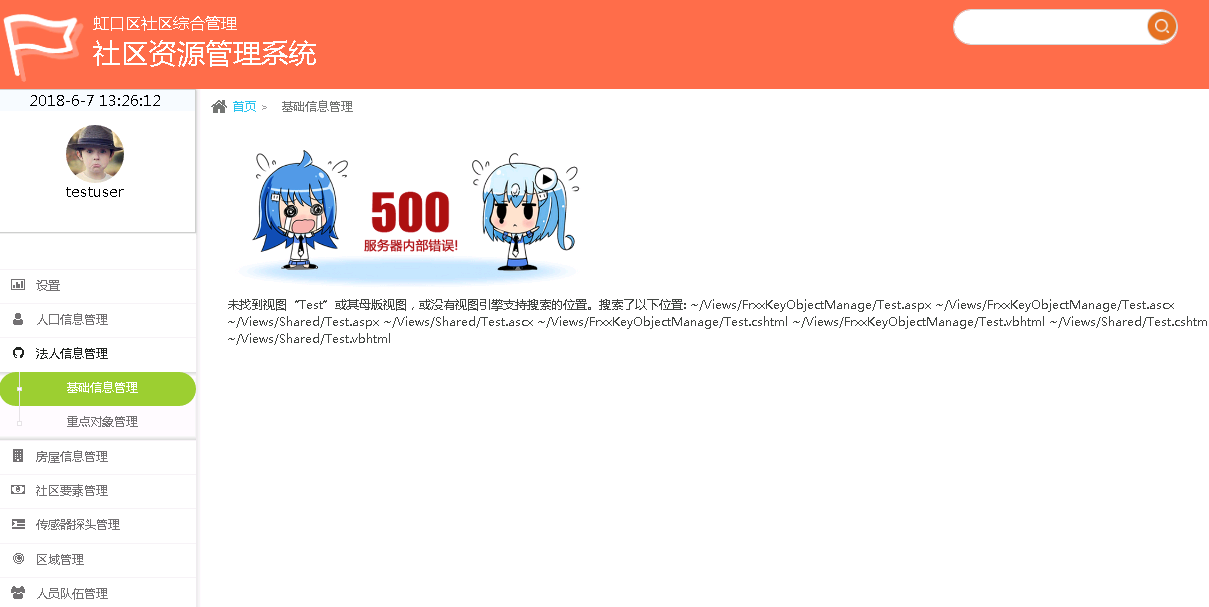 虹口区社区综合管理
社区资源管理系统
2018-6-7 13:26:12
testuser
设置
人口信息管理
法人信息管理
基础信息管理
重点对象管理
房屋信息管理
社区要素管理
传感器探头管理
区域管理
人员队伍管理
首页 > 基础信息管理
500
服务器内部错误!
未找到视图“Test”或其母版视图，或没有视图引擎支持搜索的位置。搜索了以下位置: ~/Views/FrxxKeyObjectManage/Test.aspx ~/Views/FrxxKeyObjectManage/Test.ascx
~/Views/Shared/Test.aspx ~/Views/Shared/Test.ascx ~/Views/FrxxKeyObjectManage/Test.cshtml ~/Views/FrxxKeyObjectManage/Test.vbhtml ~/Views/Shared/Test.cshtm
~/Views/Shared/Test.vbhtml